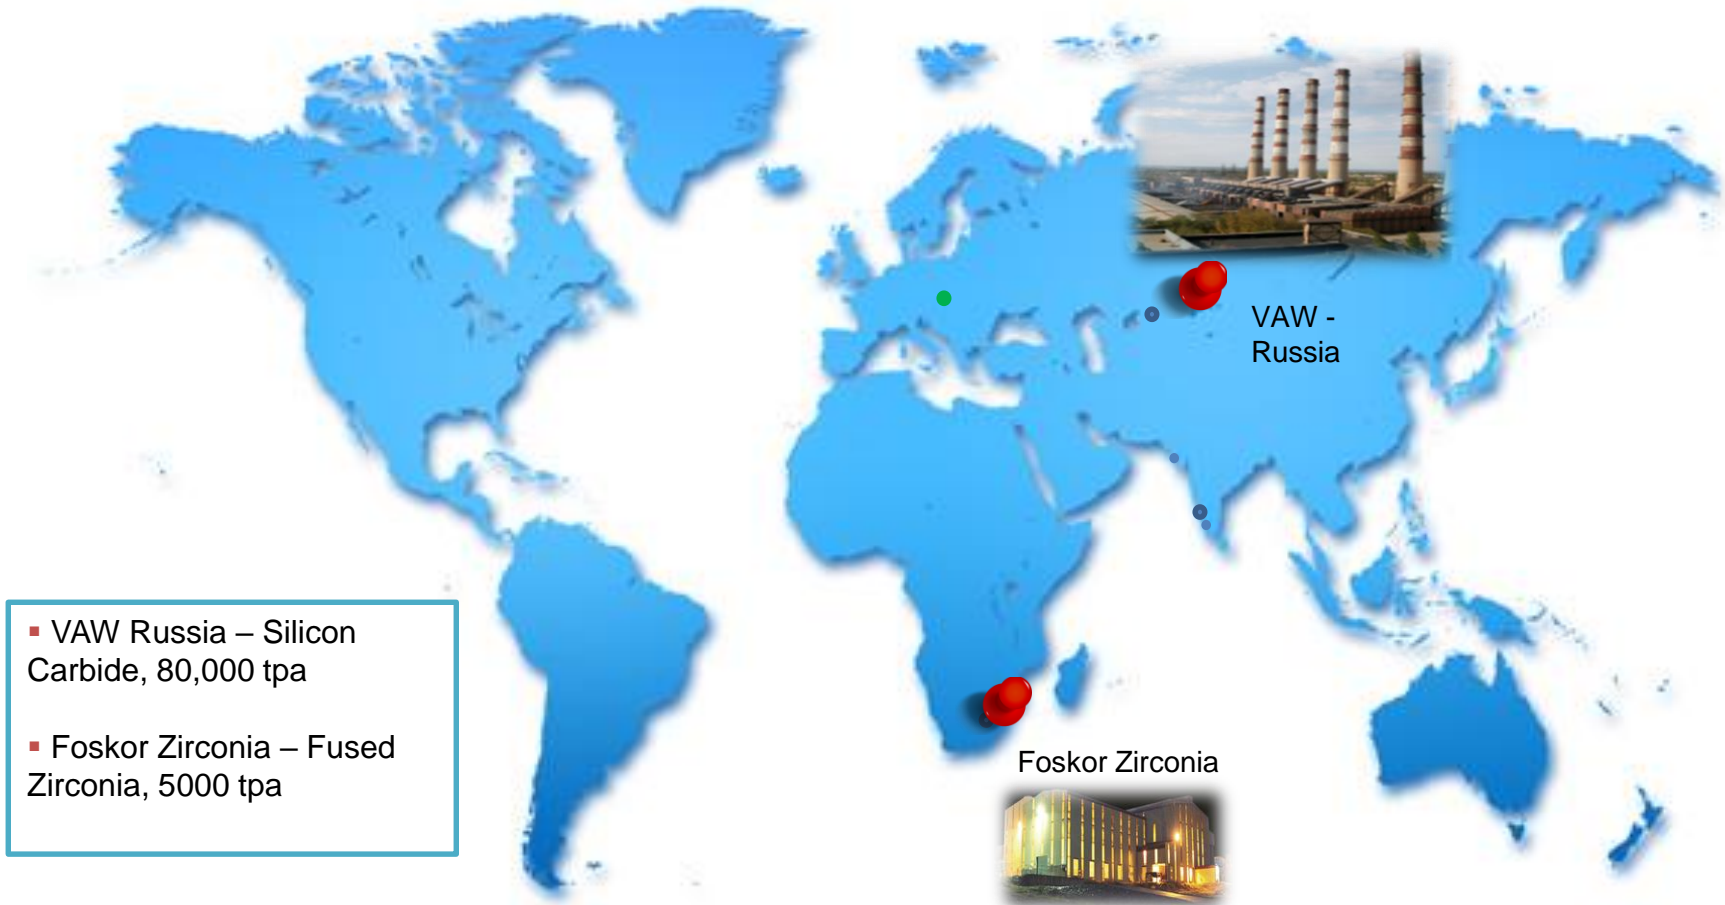 VAW -
Russia
▪ VAW Russia – Silicon
Carbide, 80,000 tpa
▪ Foskor Zirconia – Fused
Zirconia, 5000 tpa
Foskor Zirconia